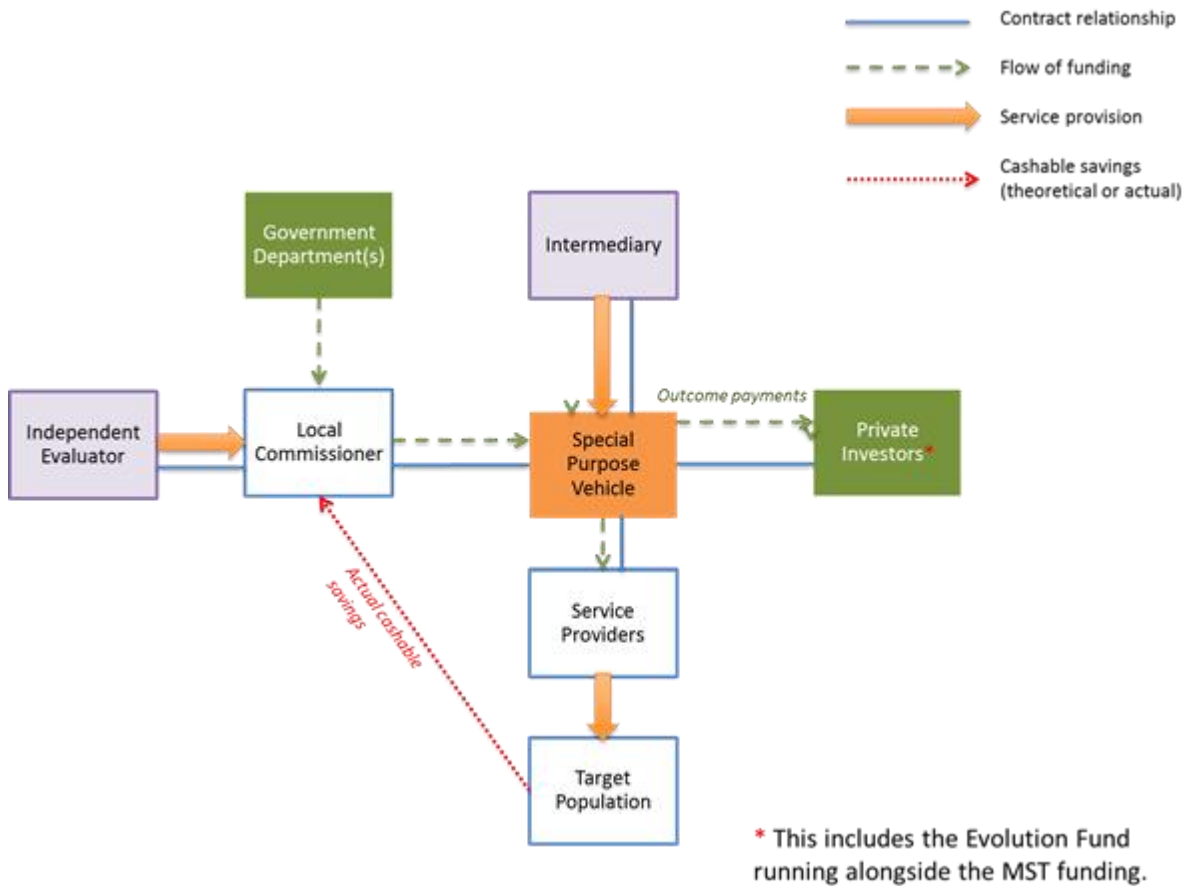 Contract relationship
Flow of funding
Service provision
Cashable savings
(theoretical or actual)
Government
Department(s)
Intermediary
Independent
Evaluator
Local
Commissioner
Special
Purpose
Vehicle
Outcome payments
Private
Investors*
Actual cashable
savings
Service
Providers
Target
Population
* This includes the Evolution Fund
running alongside the MST funding.